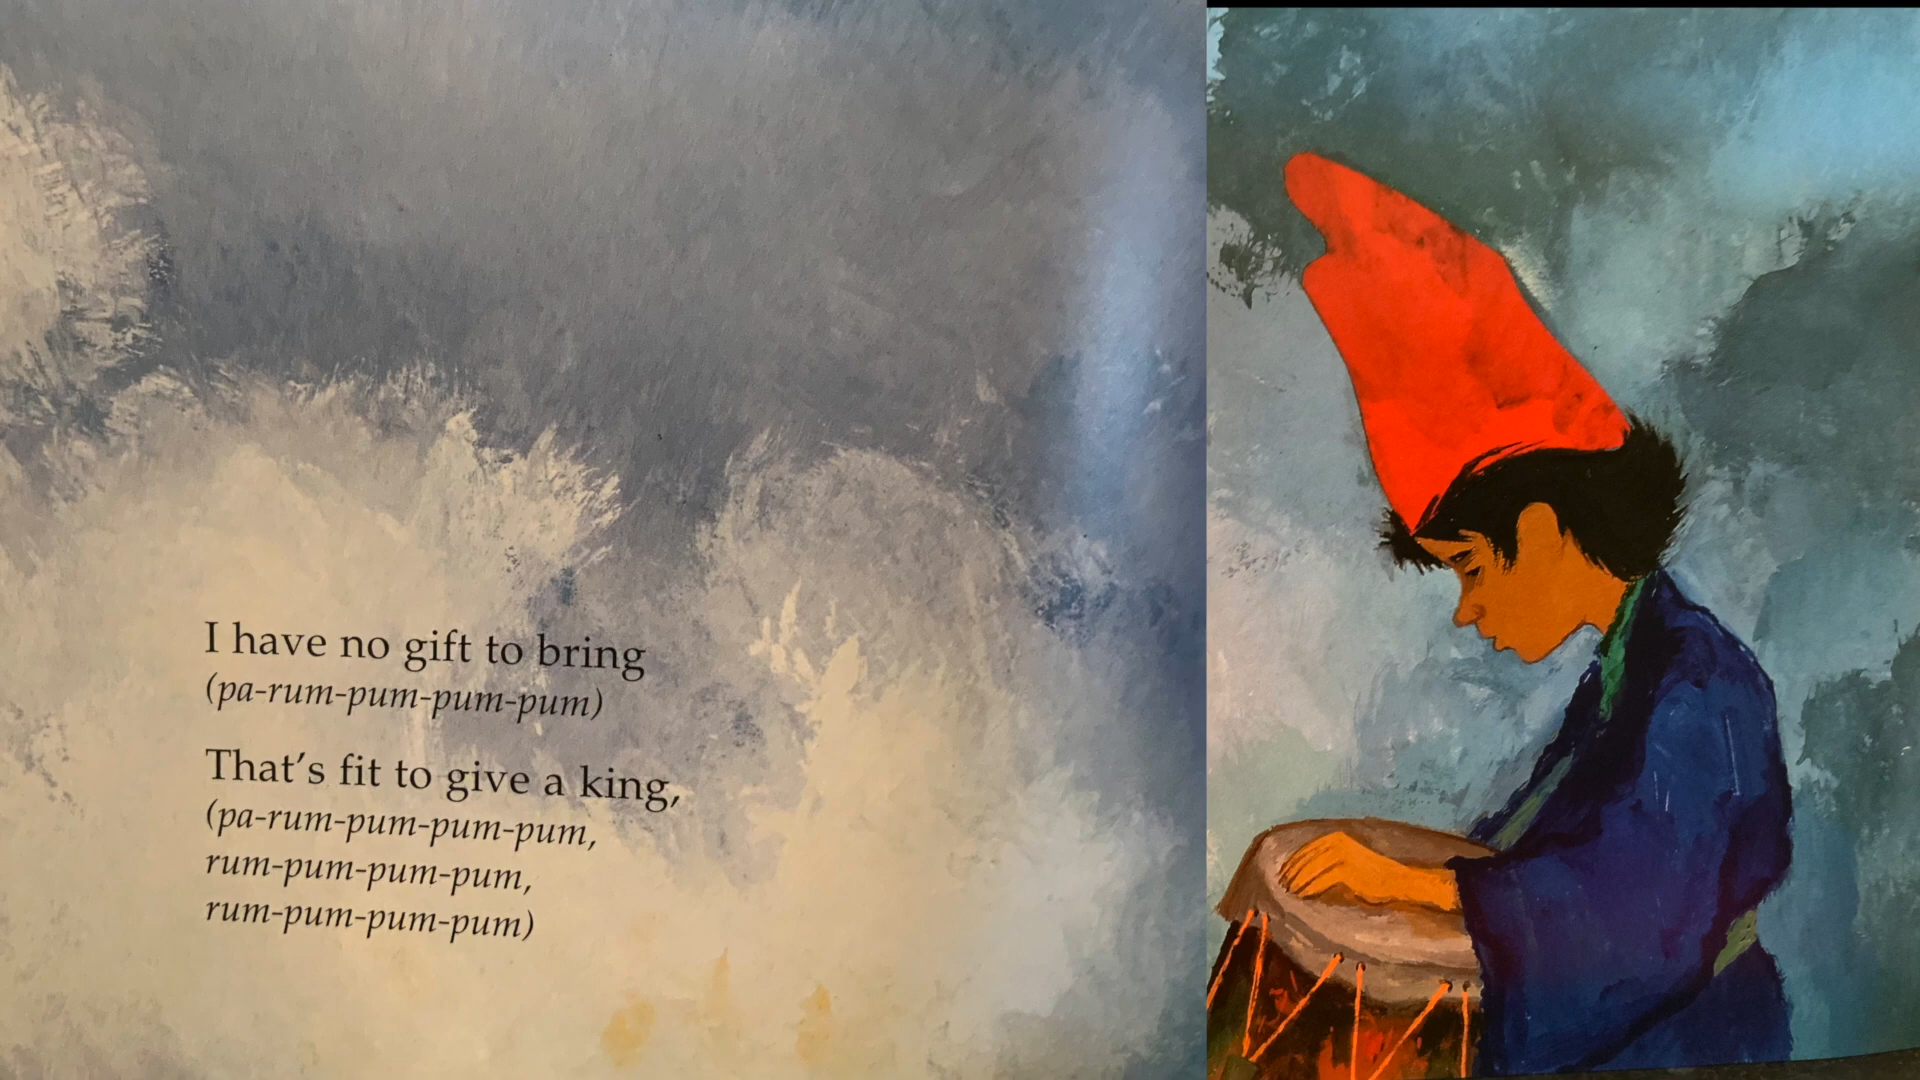 I have no gift to bring
(pa-rum-pum-pum-pum)
That's fit to give a king,
(pa-rum-pum-pum-pum,
rum-pum-pum-pum,
rum-pum-pum-pum)